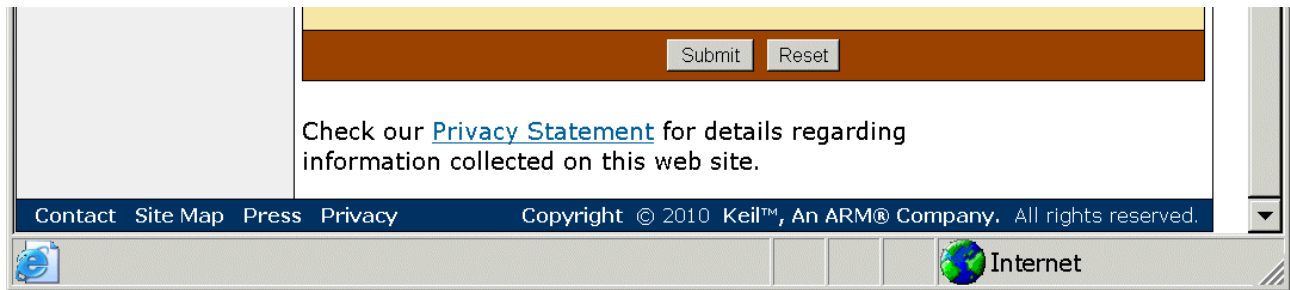 Submit Reset
Check our Privacy Statement for details regarding
information collected on this web site.
Contact Site Map Press Privacy Copyright © 2010 Keil™, An ARM® Company. All rights reserved.
Internet